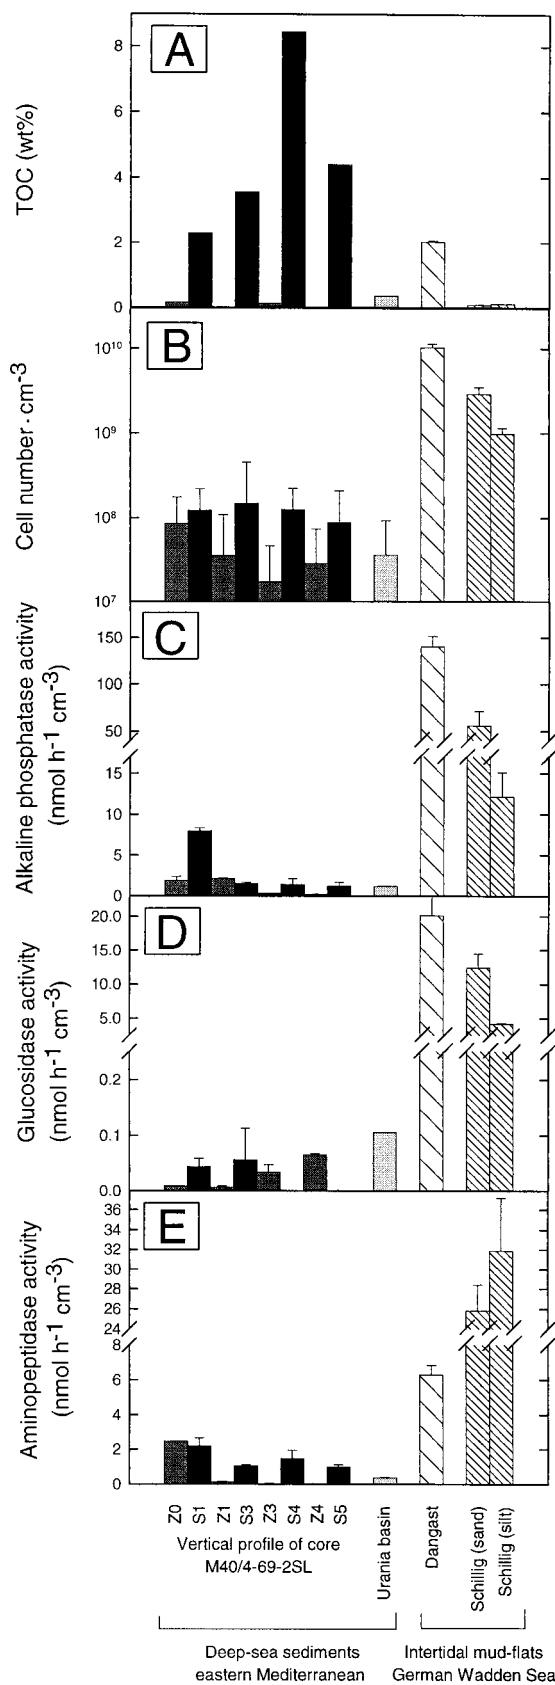 A
TOC (wt%)
8
6
4
2
0
B
Cell number·cm-3
10^10
10^9
10^8
10^7
C
Alkaline phosphatase activity
(nmol h-1 cm-3)
150
100
50
15
10
5
0
D
Glucosidase activity
(nmol h-1 cm-3)
20.0
15.0
10.0
5.0
0.2
0.1
0.0
E
Aminopeptidase activity
(nmol h-1 cm-3)
36
34
32
30
28
26
24
8
6
4
2
0
Z0 S1 Z1 S3 Z3 S4 Z4 S5 Urania basin Dangast Schillig (sand) Schillig (silt)
Vertical profile of core
M40/4-69-2SL
Deep-sea sediments
eastern Mediterranean
Intertidal mud-flats
German Wadden Sea